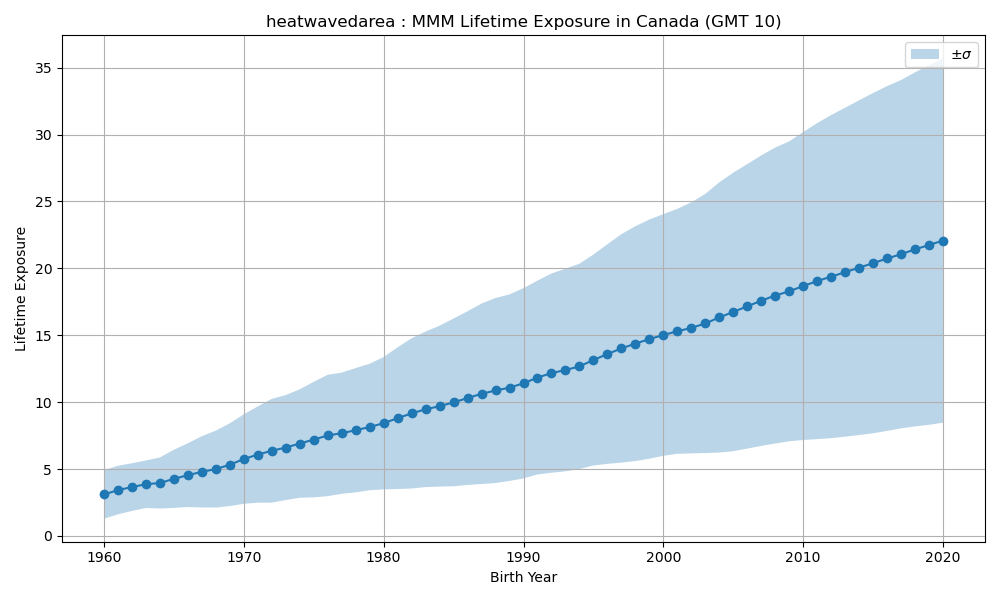 heatwavedarea : MMM Lifetime Exposure in Canada (GMT 10)
±σ
Lifetime Exposure
35
30
25
20
15
10
5
0
1960 1970 1980 1990 2000 2010 2020
Birth Year